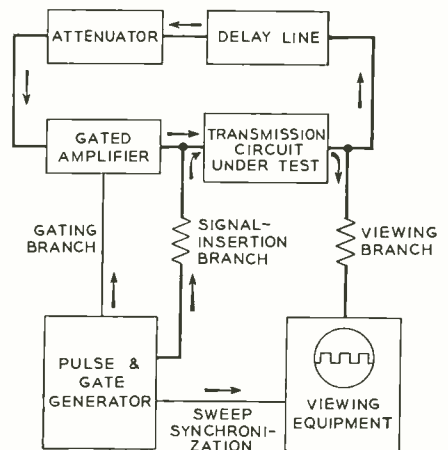 ATTENUATOR
DELAY LINE
GATED
AMPLIFIER
TRANSMISSION
CIRCUIT
UNDER TEST
GATING
BRANCH
SIGNAL-
INSERTION
BRANCH
VIEWING
BRANCH
PULSE &
GATE
GENERATOR
SWEEP
SYNCHRONI-
ZATION
VIEWING
EQUIPMENT